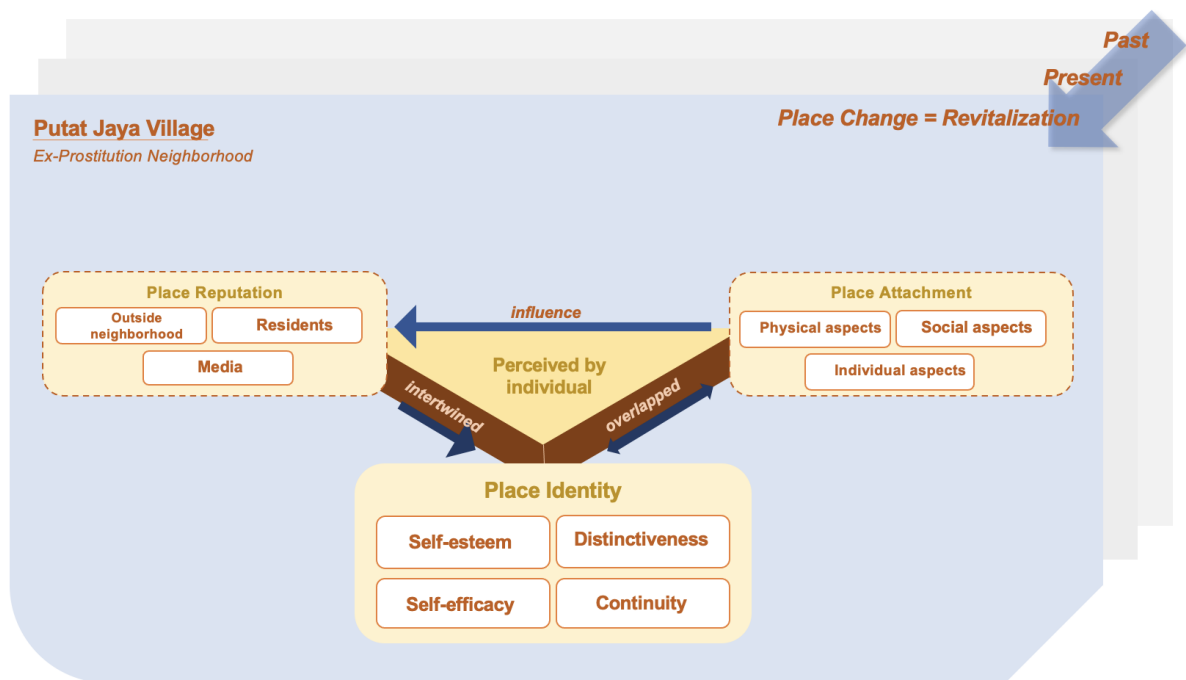 Past
Present
Place Change = Revitalization
Putat Jaya Village
Ex-Prostitution Neighborhood
Place Reputation
Outside
neighborhood
Residents
Media
influence
Place Attachment
Physical aspects
Social aspects
Individual aspects
Perceived by
individual
intertwined
overlapped
Place Identity
Self-esteem
Distinctiveness
Self-efficacy
Continuity